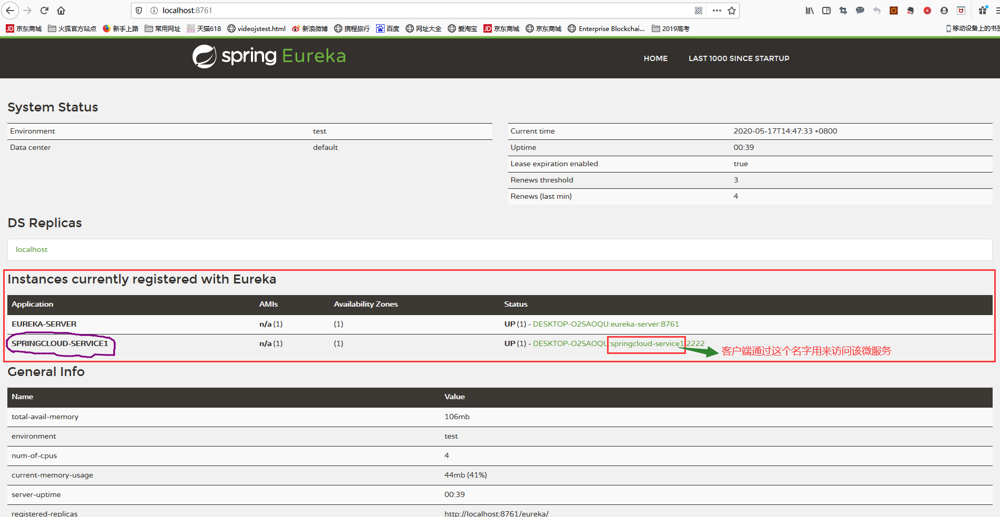 localhost:8761
京东商城 火狐官方站点 新手上路 常用网址 天猫618 videojstest.html 新浪微博 携程旅行 百度 网址大全 爱淘宝 京东商城 京东商城 Enterprise Blockchai... 2019高考 移动设备上的书签
spring Eureka HOME LAST 1000 SINCE STARTUP
System Status
Environment test Current time 2020-05-17T14:47:33 +0800
Data center default Uptime 00:39
Lease expiration enabled true
Renews threshold 3
Renews (last min) 4
DS Replicas
localhost
Instances currently registered with Eureka
Application AMIs Availability Zones Status
EUREKA-SERVER n/a (1) (1) UP (1) - DESKTOP-O2SAOQU:eureka-server:8761
SPRINGCLOUD-SERVICE1 n/a (1) (1) UP (1) - DESKTOP-O2SAOQU:springcloud-service1:2222
客户端通过这个名字用来访问该微服务
General Info
Name Value
total-avail-memory 106mb
environment test
num-of-cpus 4
current-memory-usage 44mb (41%)
server-uptime 00:39
registered-replicas http://localhost:8761/eureka/